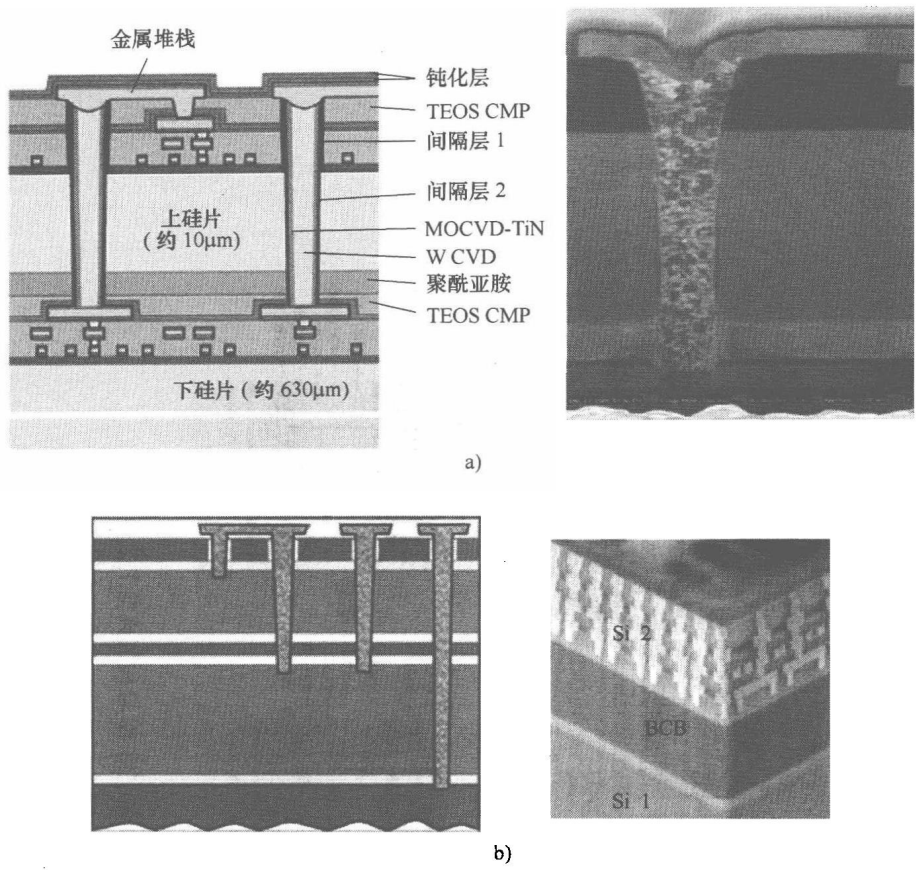 金属堆栈
钝化层
TEOS CMP
间隔层 1
间隔层 2
上硅片
(约 10μm)
MOCVD-TiN
W CVD
聚酰亚胺
TEOS CMP
下硅片 (约 630μm)
a)
Si 2
BCB
Si 1
b)